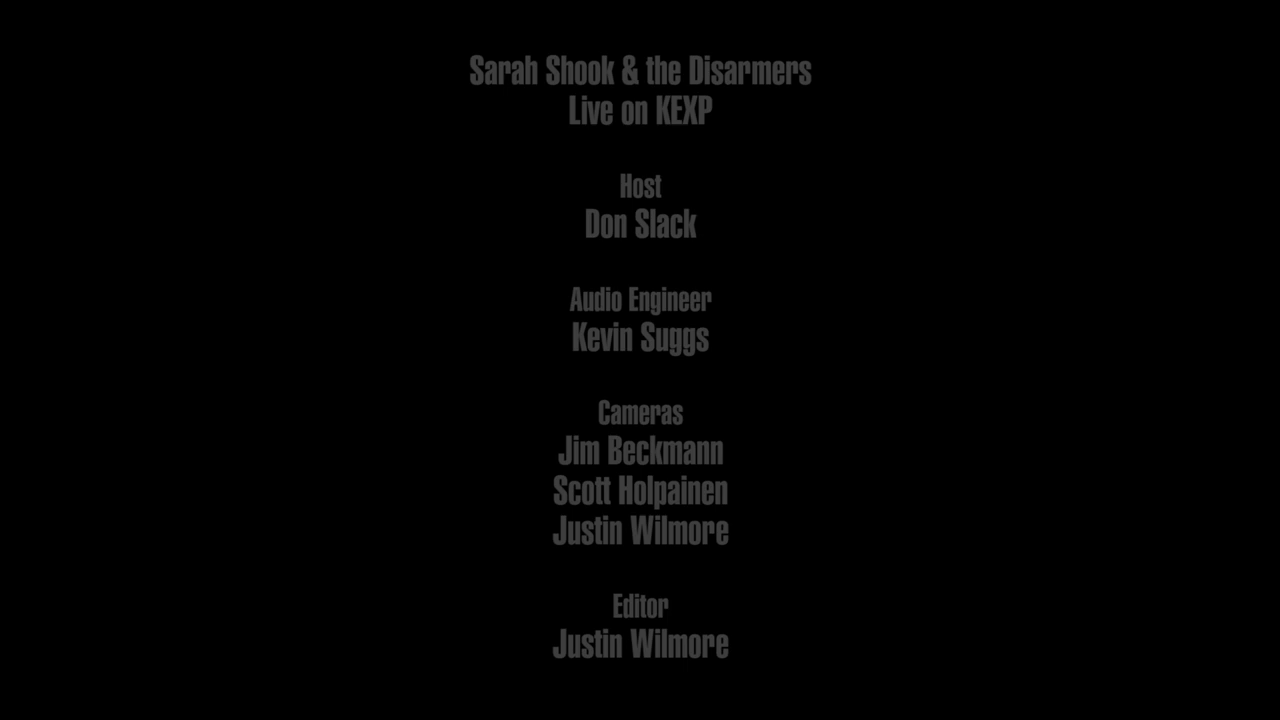 Sarah Shook & the Disarmers
Live on KEXP
Host
Don Slack
Audio Engineer
Kevin Suggs
Cameras
Jim Beckmann
Scott Holpainen
Justin Wilmore
Editor
Justin Wilmore